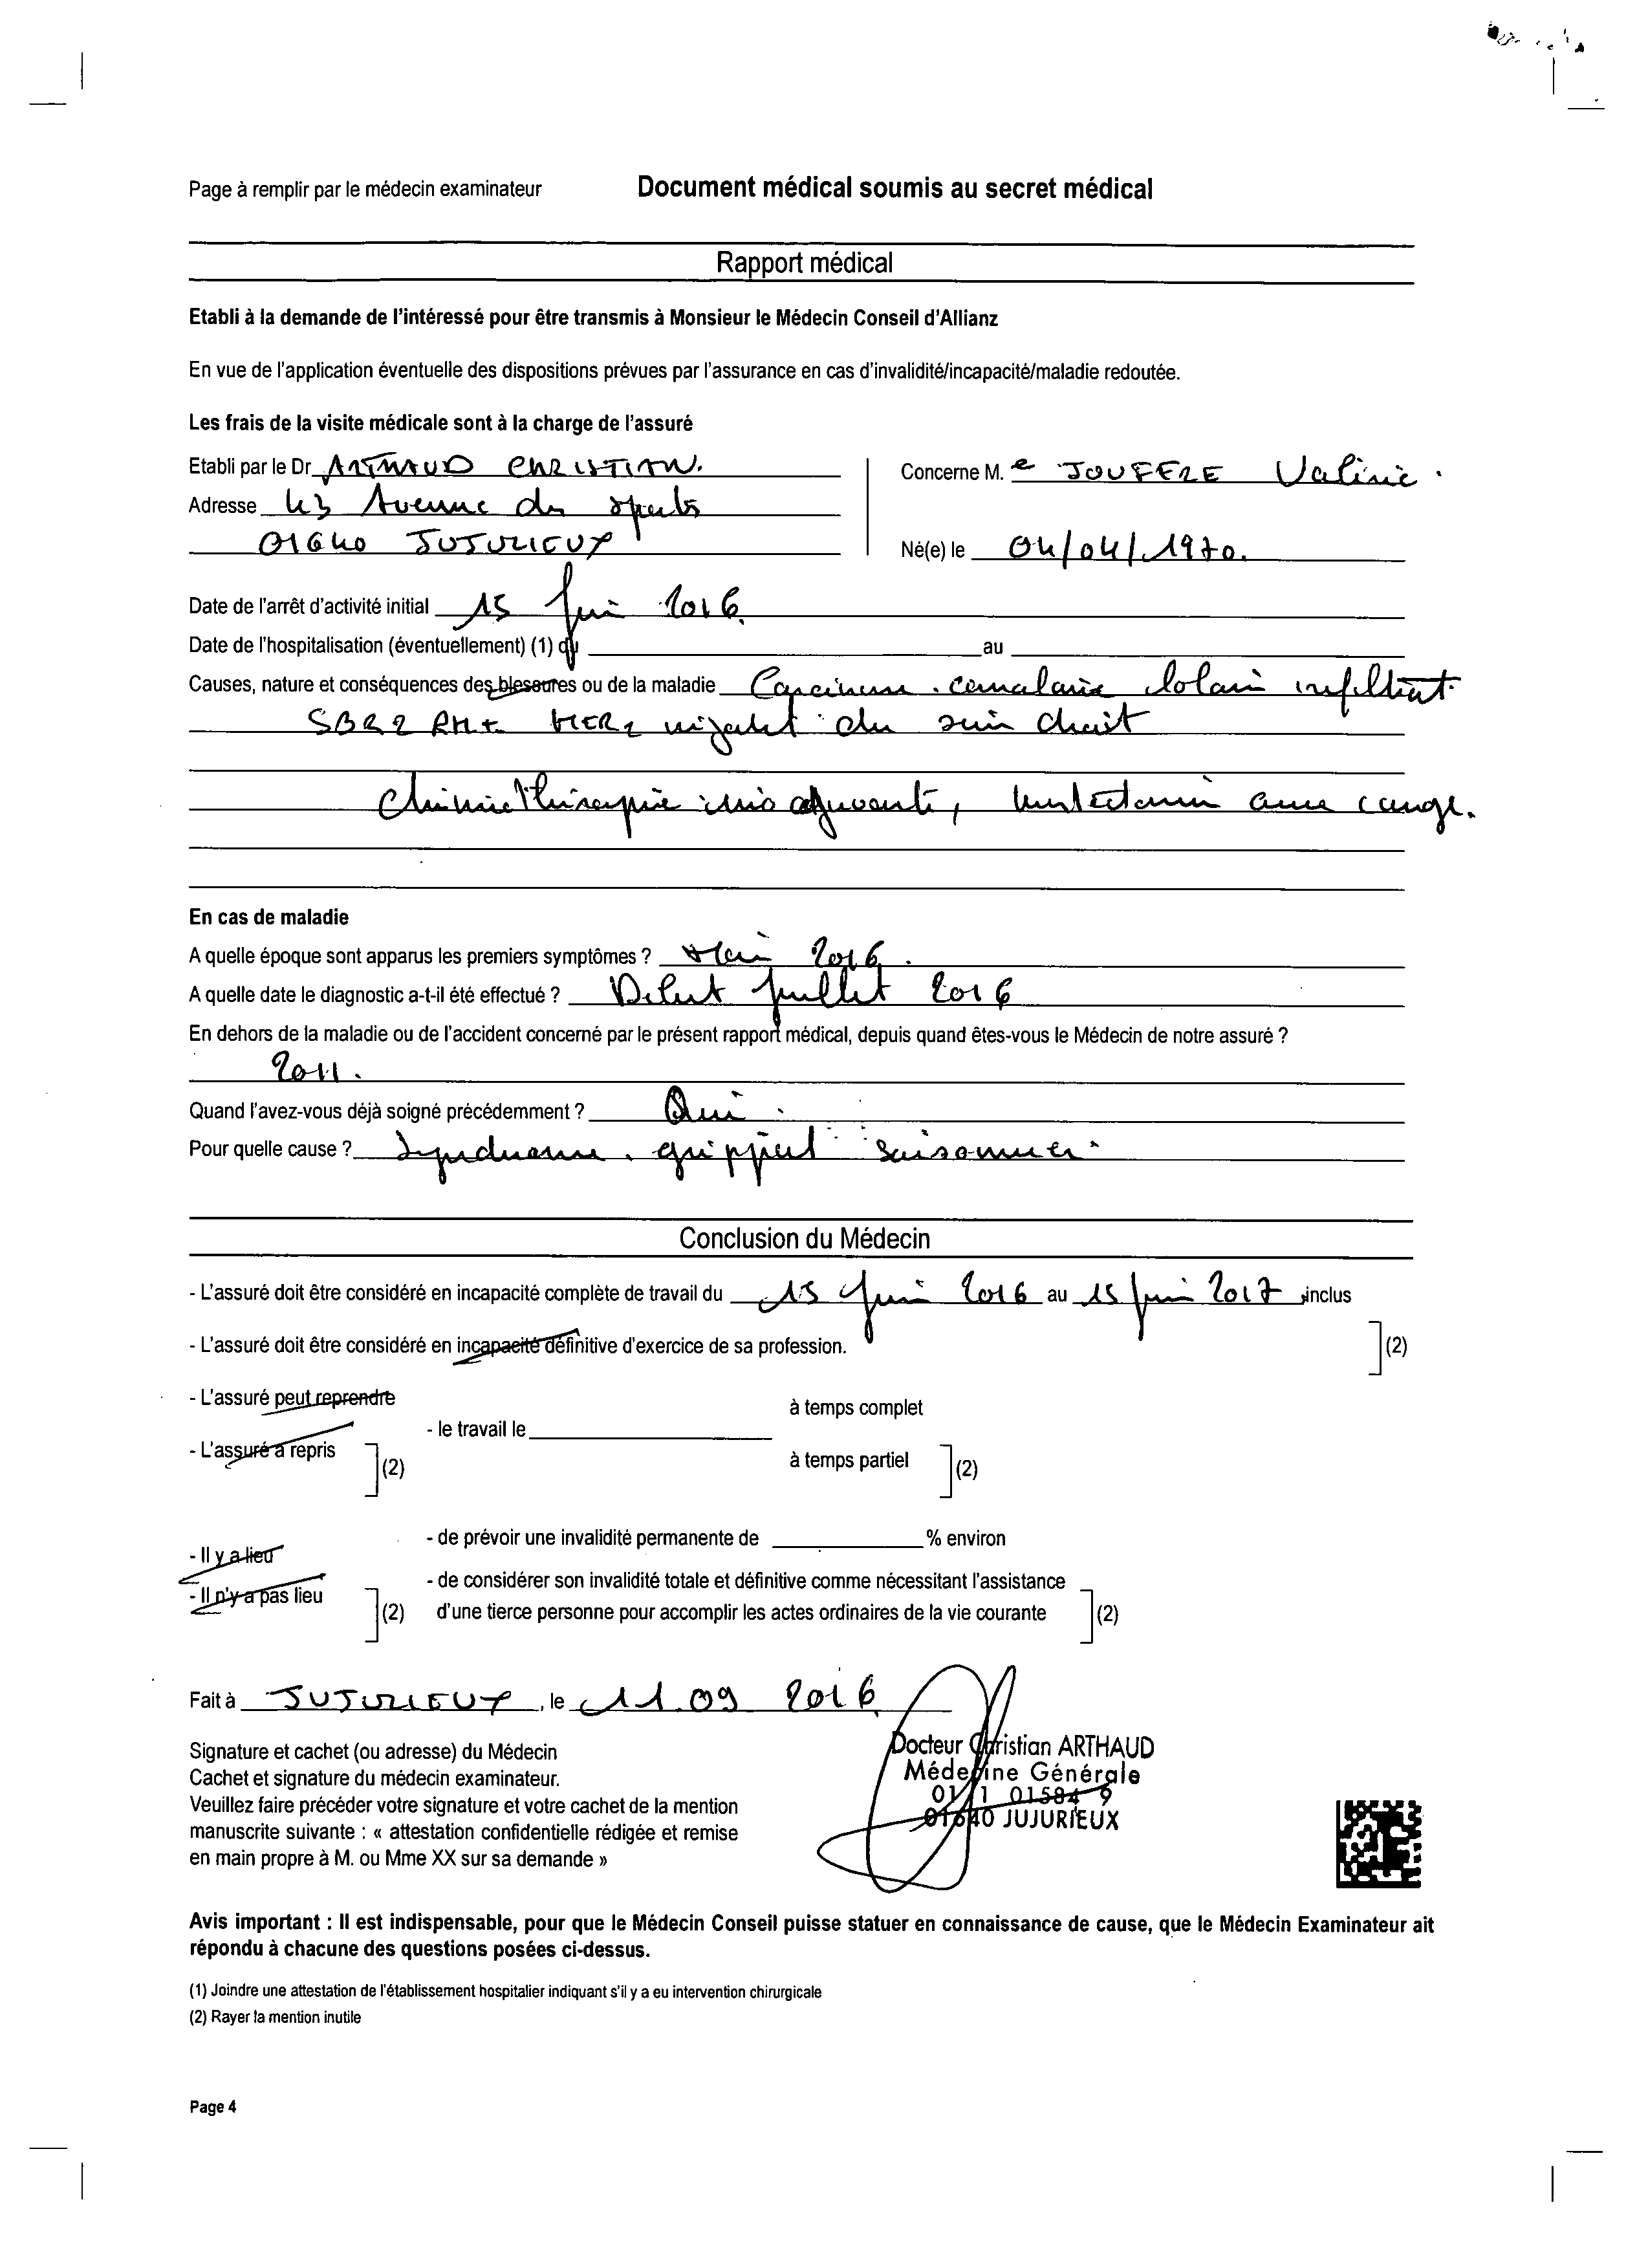 Page à remplir par le médecin examinateur Document médical soumis au secret médical
Rapport médical
Etabli à la demande de l'intéressé pour être transmis à Monsieur le Médecin Conseil d'Allianz
En vue de l'application éventuelle des dispositions prévues par l'assurance en cas d'invalidité/incapacité/maladie redoutée.
Les frais de la visite médicale sont à la charge de l'assuré
Etabli par le Dr ARTHAUD CHRISTIAN. Concerne M. e JOUFFRE Valérie.
Adresse 43 Avenue des sports
01640 JUJURIEUX Né(e) le 04/04/1970.
Date de l'arrêt d'activité initial 15 Juin 2016.
Date de l'hospitalisation (éventuellement) (1) du au
Causes, nature et conséquences des blessures ou de la maladie Carcinome lobulaire infiltrant
SBR2 RH+ HER2 négatif du sein droit
Chimiothérapie néo adjuvante, Mastectomie avec curage.
En cas de maladie
A quelle époque sont apparus les premiers symptômes ? Mai 2016.
A quelle date le diagnostic a-t-il été effectué ? Début Juillet 2016
En dehors de la maladie ou de l'accident concerné par le présent rapport médical, depuis quand êtes-vous le Médecin de notre assuré ?
2011.
Quand l'avez-vous déjà soigné précédemment ? Oui
Pour quelle cause ? Syndrome grippal saisonnier
Conclusion du Médecin
- L'assuré doit être considéré en incapacité complète de travail du 15 Juin 2016 au 15 Juin 2017 inclus
- L'assuré doit être considéré en incapacité définitive d'exercice de sa profession. (2)
- L'assuré peut reprendre à temps complet
- le travail le
- L'assuré a repris (2) à temps partiel (2)
- de prévoir une invalidité permanente de % environ
- Il y a lieu
- de considérer son invalidité totale et définitive comme nécessitant l'assistance
- Il n'y a pas lieu
(2) d'une tierce personne pour accomplir les actes ordinaires de la vie courante (2)
Fait à JUJURIEUX, le 11.09 2016
Signature et cachet (ou adresse) du Médecin
Cachet et signature du médecin examinateur.
Veuillez faire précéder votre signature et votre cachet de la mention
manuscrite suivante : « attestation confidentielle rédigée et remise
en main propre à M. ou Mme XX sur sa demande »
Docteur Christian ARTHAUD
Médecine Générale
01 1 01584 9
01640 JUJURIEUX
Avis important : Il est indispensable, pour que le Médecin Conseil puisse statuer en connaissance de cause, que le Médecin Examinateur ait
répondu à chacune des questions posées ci-dessus.
(1) Joindre une attestation de l'établissement hospitalier indiquant s'il y a eu intervention chirurgicale
(2) Rayer la mention inutile
Page 4